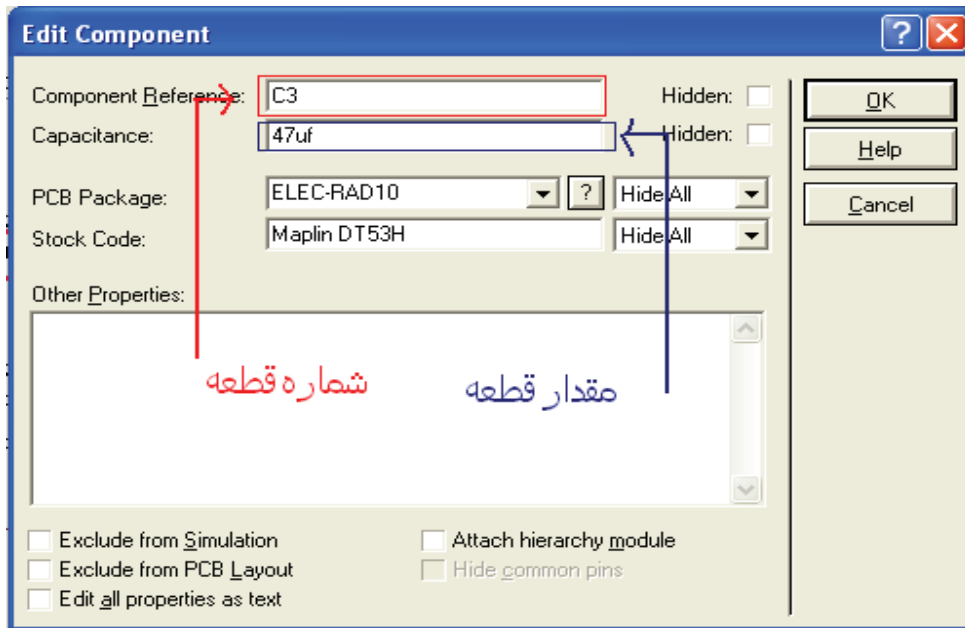 Edit Component
Component Reference: C3 Hidden: OK
Capacitance: 47uf Hidden: Help
PCB Package: ELEC-RAD10 ? Hide All Cancel
Stock Code: Maplin DT53H Hide All
Other Properties:
شماره قطعه
مقدار قطعه
Exclude from Simulation Attach hierarchy module
Exclude from PCB Layout Hide common pins
Edit all properties as text